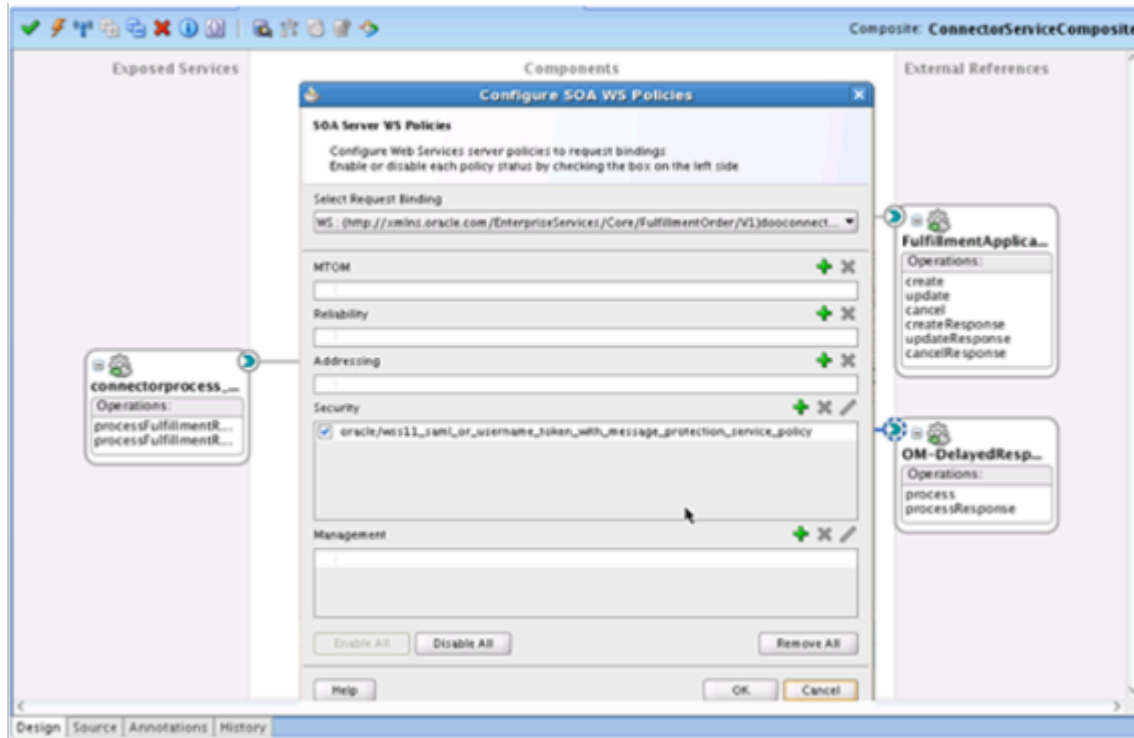 Composite: ConnectorServiceComposite
Exposed Services
Components
External References
Configure SOA WS Policies
SOA Server WS Policies
Configure Web Services server policies to request bindings
Enable or disable each policy status by checking the box on the left side
Select Request Binding
WS : {http://xmlns.oracle.com/EnterpriseServices/Core/FulfillmentOrder/V1}dooconnect...
MTOM
Reliability
Addressing
Security
oracle/wss11_saml_or_username_token_with_message_protection_service_policy
Management
Enable All
Disable All
Remove All
Help
OK
Cancel
connectorprocess_...
Operations:
processFulfillmentR...
processFulfillmentR...
FulfillmentApplica...
Operations:
create
update
cancel
createResponse
updateResponse
cancelResponse
OM-DelayedResp...
Operations:
process
processResponse
Design
Source
Annotations
History